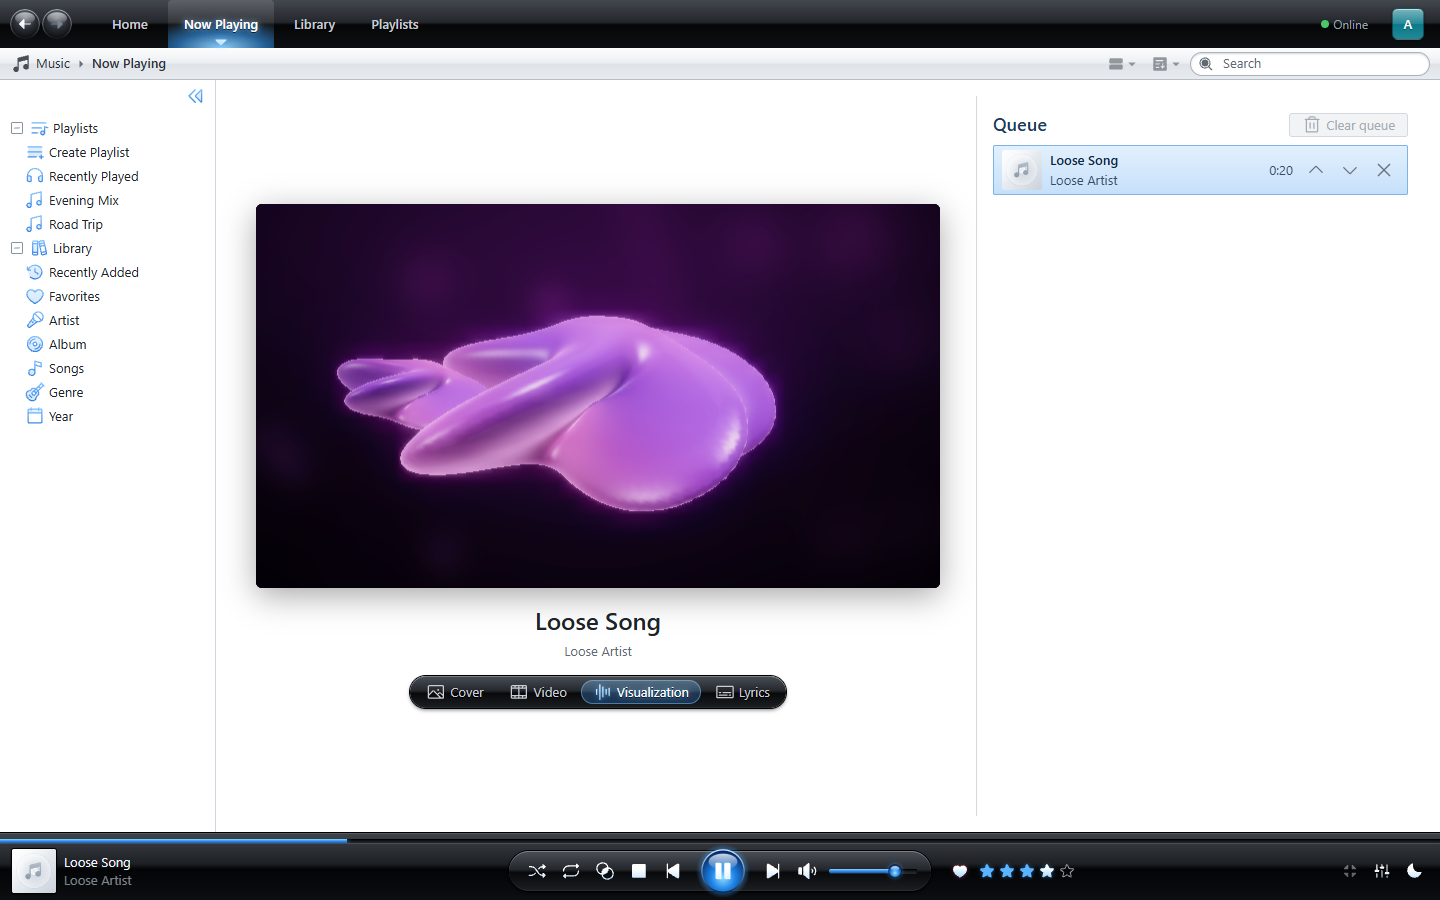 Home
Now Playing
Library
Playlists
Online
A
Music
Now Playing
Search
Playlists
Create Playlist
Recently Played
Evening Mix
Road Trip
Library
Recently Added
Favorites
Artist
Album
Songs
Genre
Year
Loose Song
Loose Artist
Cover
Video
Visualization
Lyrics
Queue
Clear queue
Loose Song
Loose Artist
0:20
Loose Song
Loose Artist